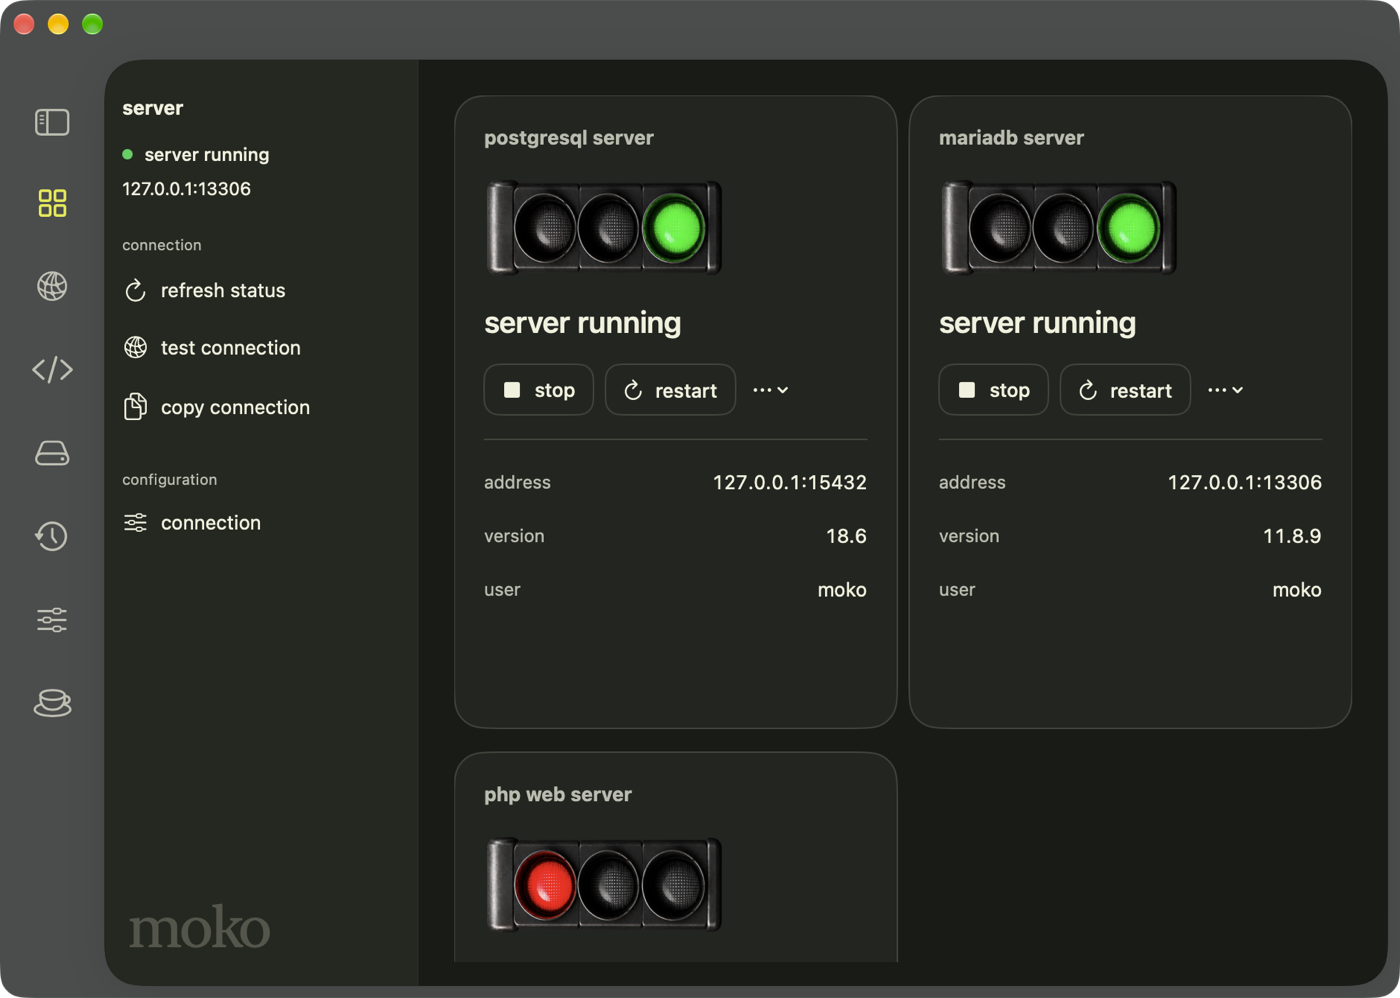 server
server running
127.0.0.1:13306
connection
refresh status
test connection
copy connection
configuration
connection
moko
postgresql server
server running
stop
restart
address 127.0.0.1:15432
version 18.6
user moko
mariadb server
server running
stop
restart
address 127.0.0.1:13306
version 11.8.9
user moko
php web server